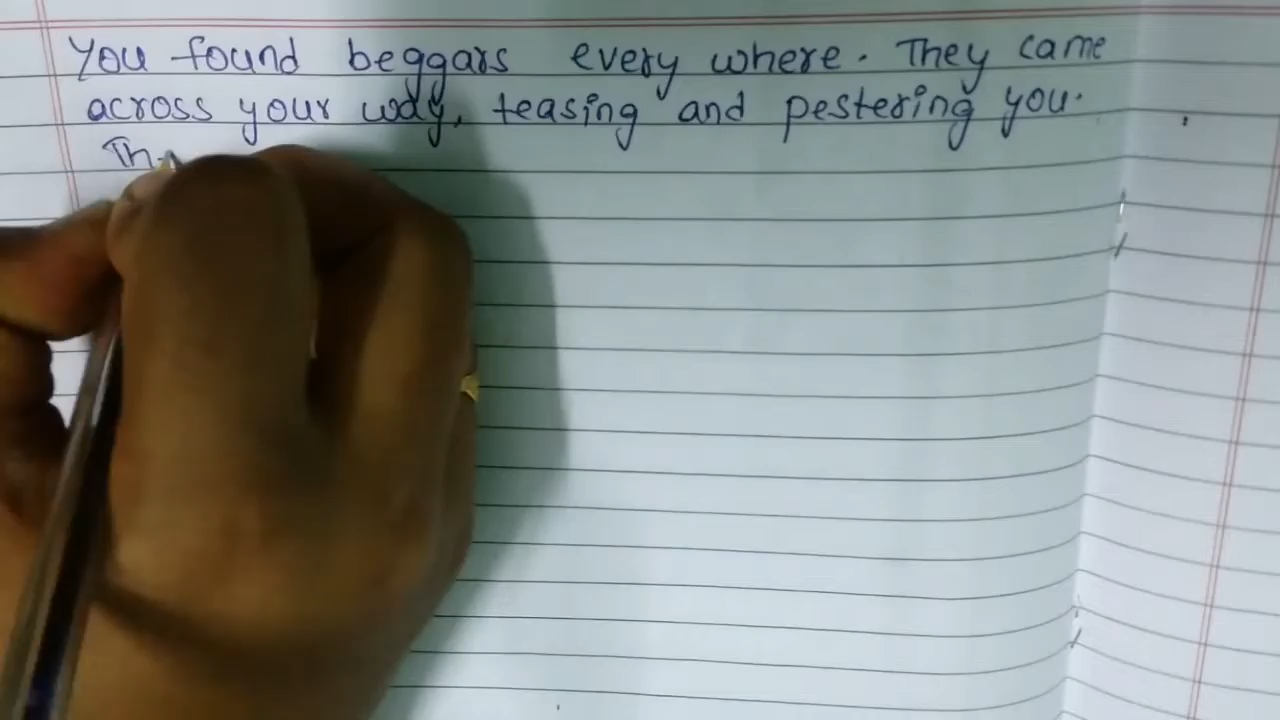 You found beggars every where. They came
across your way, teasing and pestering you.